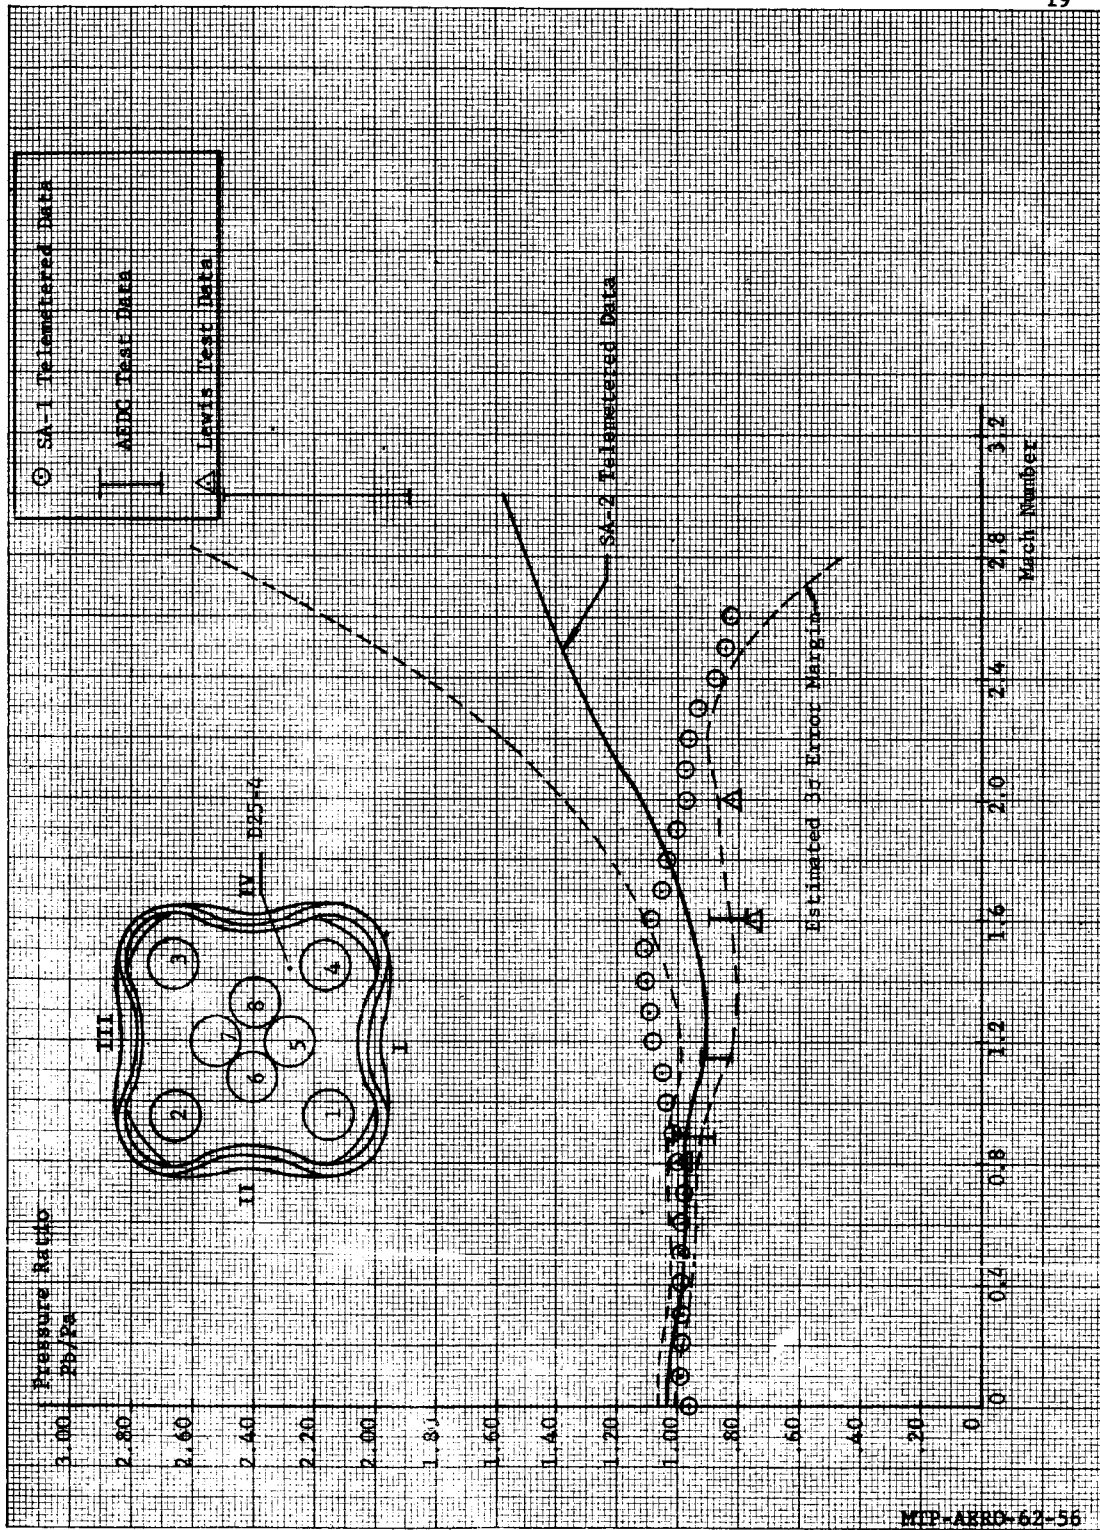 19
Pressure Ratio
Pb/Pa
3.00
2.80
2.60
2.40
2.20
2.00
1.80
1.60
1.40
1.20
1.00
.80
.60
.40
.20
0
0
0.4
0.8
1.2
1.6
2.0
2.4
2.8
3.2
Mach Number
SA-1 Telemetered Data
AEDC Test Data
Lewis Test Data
SA-2 Telemetered Data
Estimated 3σ Error Margin
D25-4
III
II
IV
I
2
3
7
6
8
5
1
4
MTP-AERO-62-56